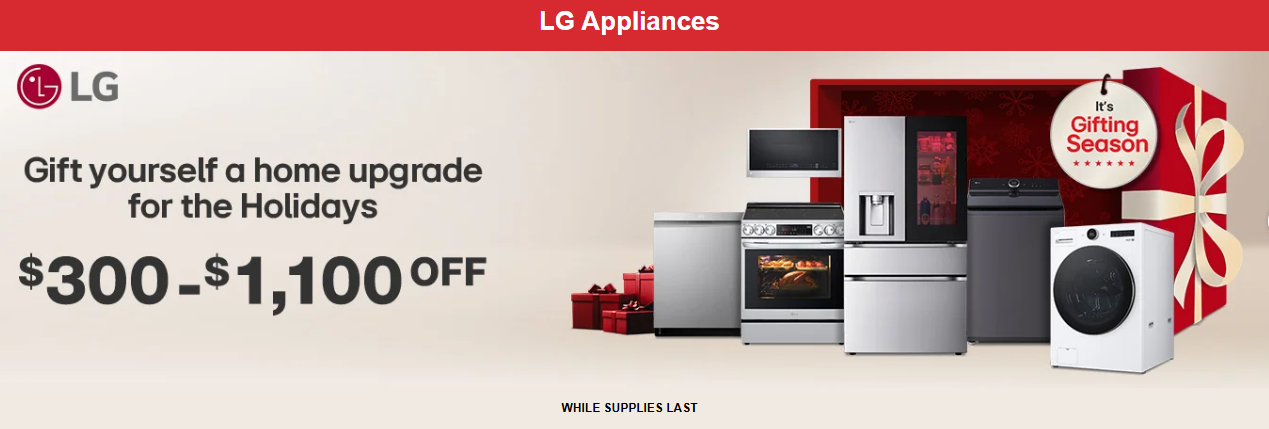 LG Appliances
LG
Gift yourself a home upgrade
for the Holidays
$300-$1,100 OFF
It's
Gifting
Season
WHILE SUPPLIES LAST